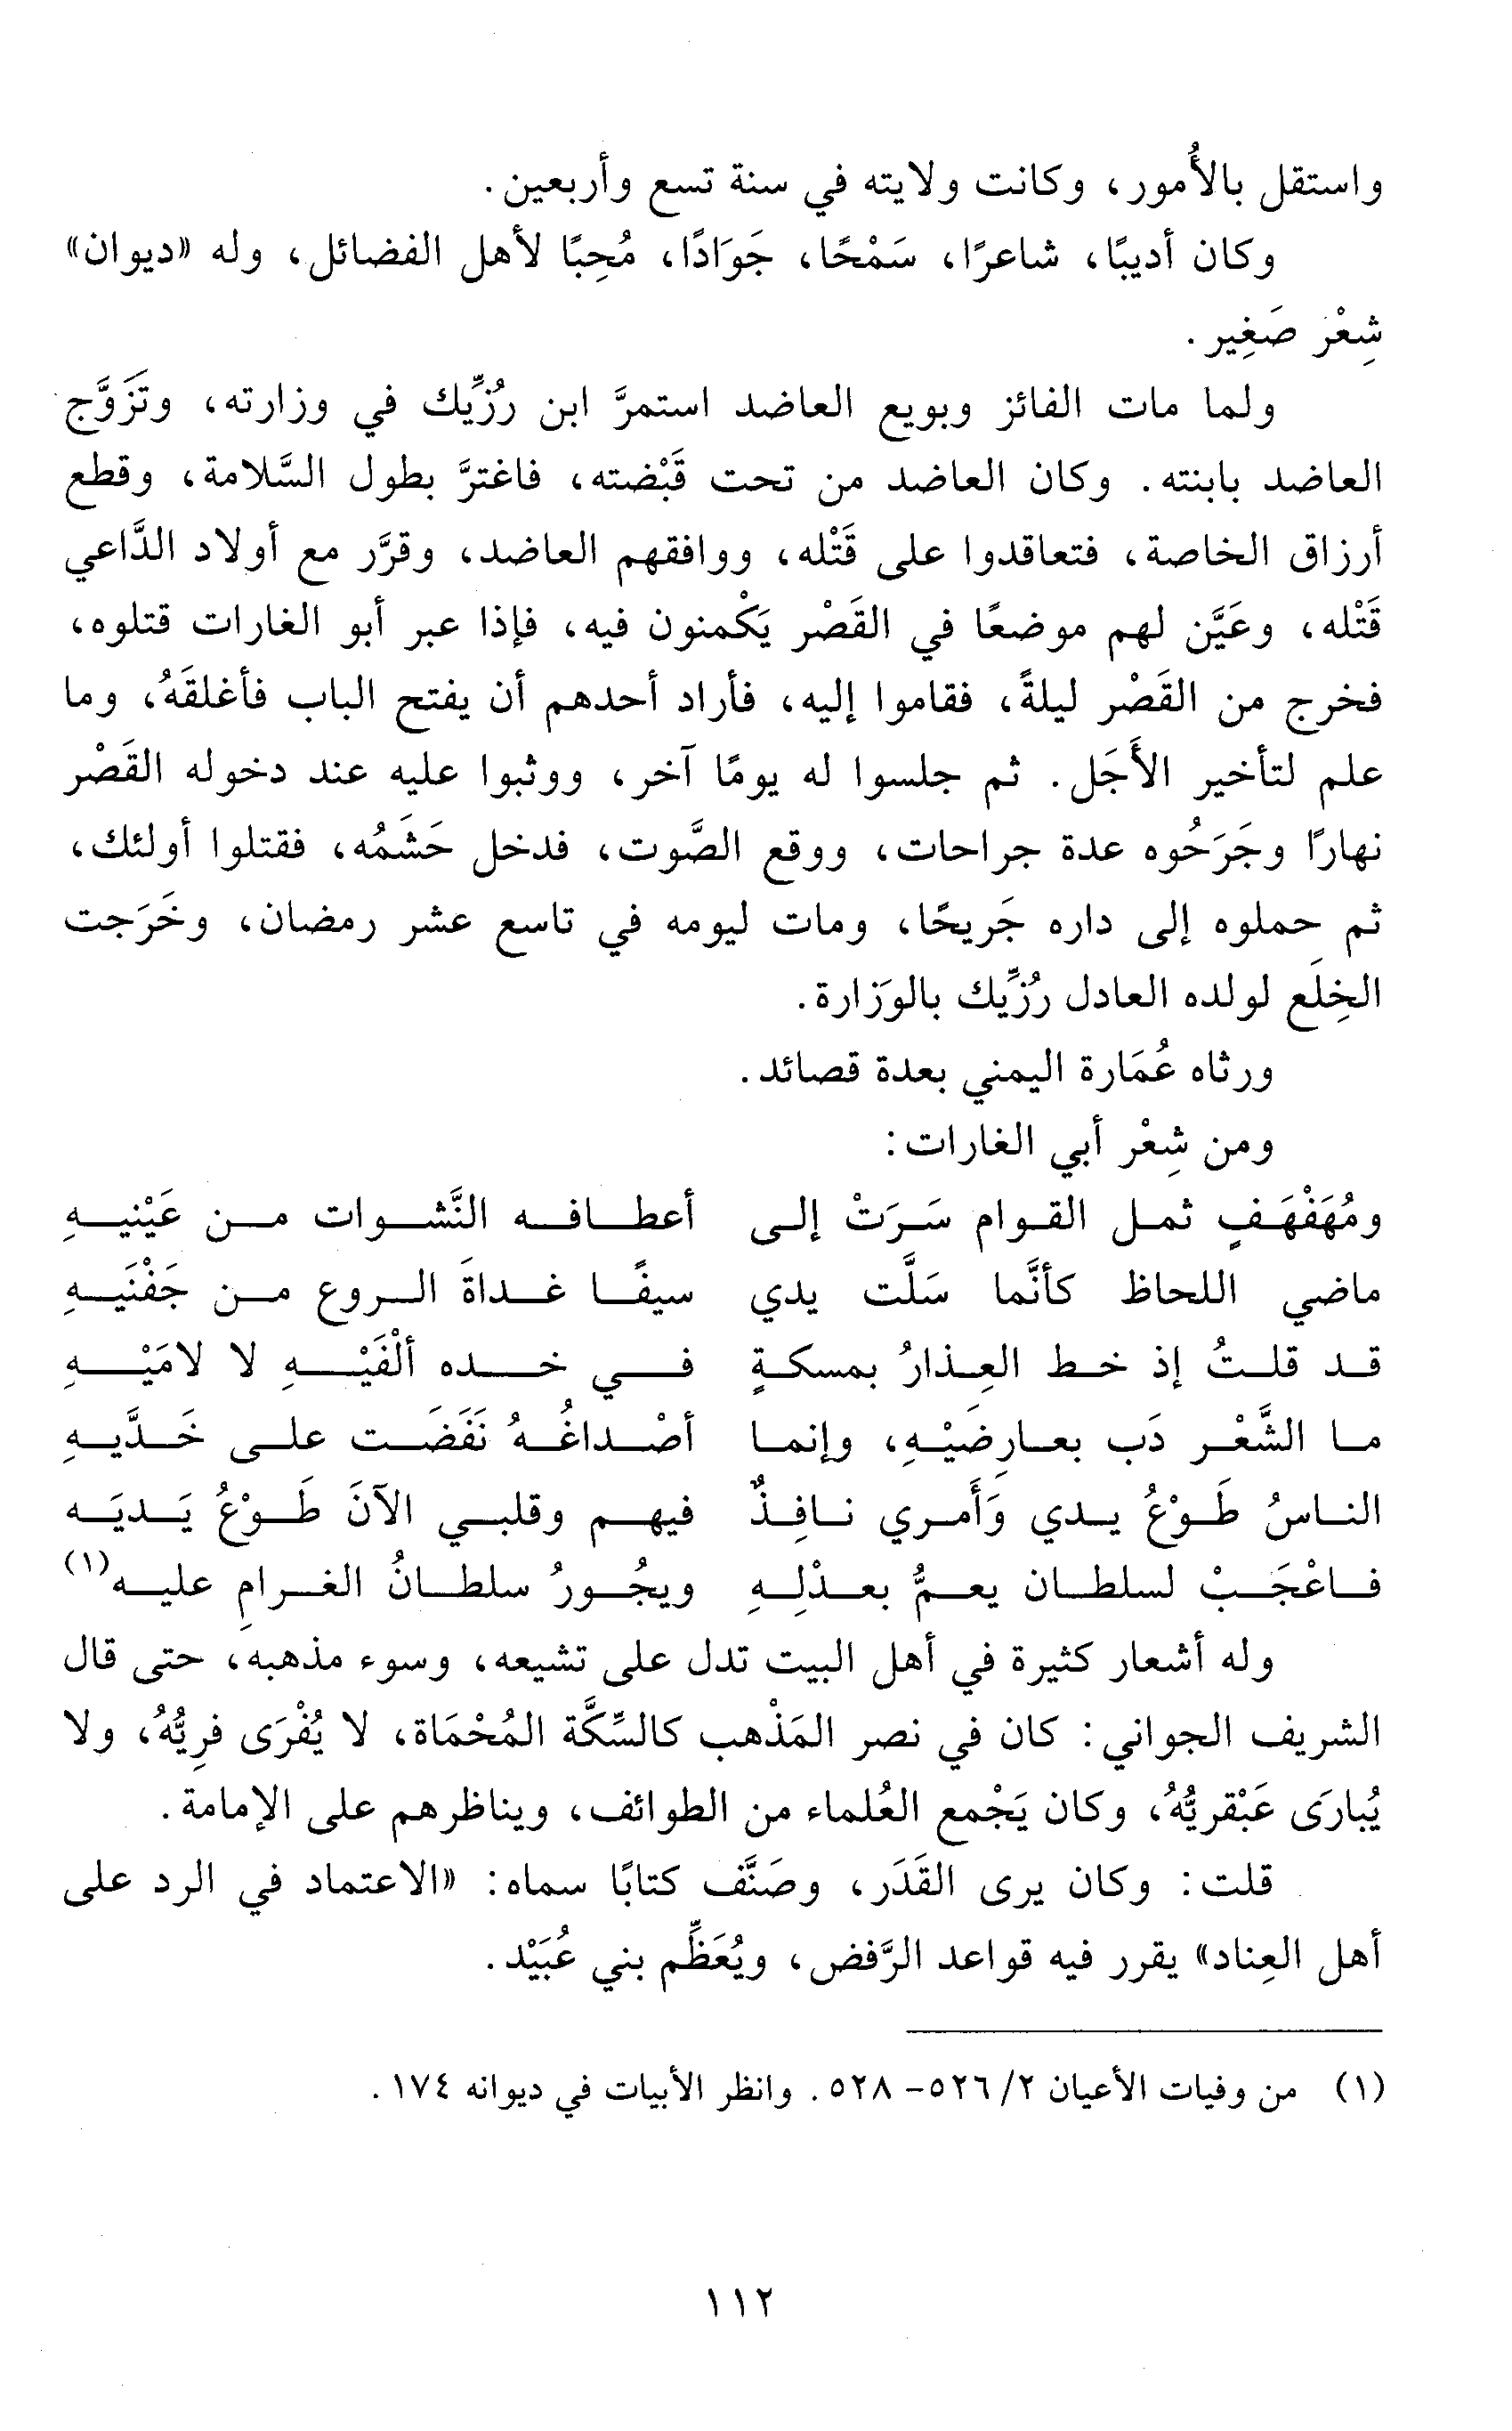 واستقل بالأُمور، وكانت ولايته في سنة تسع وأربعين.
وكان أديبًا، شاعرًا، سَمْحًا، جَوَادًا، مُحِبًا لأهل الفضائل، وله «ديوان»
شِعْر صَغِير.
ولما مات الفائز وبويع العاضد استمرَّ ابن رُزِّيك في وزارته، وتَزَوَّج
العاضد بابنته. وكان العاضد من تحت قَبْضته، فاغترَّ بطول السَّلامة، وقطع
أرزاق الخاصة، فتعاقدوا على قَتْله، ووافقهم العاضد، وقرَّر مع أولاد الدَّاعي
قَتْله، وعَيَّن لهم موضعًا في القَصْر يَكْمنون فيه، فإذا عبر أبو الغارات قتلوه،
فخرج من القَصْر ليلةً، فقاموا إليه، فأراد أحدهم أن يفتح الباب فأغلقَهُ، وما
علم لتأخير الأَجَل. ثم جلسوا له يومًا آخر، ووثبوا عليه عند دخوله القَصْر
نهارًا وجَرَحُوه عدة جراحات، ووقع الصَّوت، فدخل حَشَمُه، فقتلوا أولئك،
ثم حملوه إلى داره جَريحًا، ومات ليومه في تاسع عشر رمضان، وخَرَجت
الخِلَع لولده العادل رُزِّيك بالوَزارة.
ورثاه عُمَارة اليمني بعدة قصائد.
ومن شِعْر أبي الغارات:
ومُهَفْهَفٍ ثمل القوام سَرَتْ إلى أعطافه النَّشوات من عَيْنيهِ
ماضي اللحاظ كأنَّما سَلَّت يدي سيفًا غداةَ الروع من جَفْنَيهِ
قد قلتُ إذ خط العِذارُ بمسكةٍ في خده ألْفَيْهِ لا لامَيْهِ
ما الشَّعْر دَب بعارِضَيْهِ، وإنما أصْداغُهُ نَفَضَت على خَدَّيهِ
الناسُ طَوْعُ يدي وَأَمري نافِذٌ فيهم وقلبي الآنَ طَوْعُ يَديَه
فاعْجَبْ لسلطان يعمُّ بعذْلِهِ ويجُورُ سلطانُ الغرامِ عليه(١)
وله أشعار كثيرة في أهل البيت تدل على تشيعه، وسوء مذهبه، حتى قال
الشريف الجواني: كان في نصر المَذْهب كالسِّكَّة المُحْمَاة، لا يُفْرَى فرِيُّهُ، ولا
يُبارَى عَبْقريُّهُ، وكان يَجْمع العُلماء من الطوائف، ويناظرهم على الإمامة.
قلت: وكان يرى القَدَر، وصَنَّف كتابًا سماه: «الاعتماد في الرد على
أهل العِناد» يقرر فيه قواعد الرَّفض، ويُعَظِّم بني عُبَيْد.
(١) من وفيات الأعيان ٢/ ٥٢٦- ٥٢٨. وانظر الأبيات في ديوانه ١٧٤.
١١٢